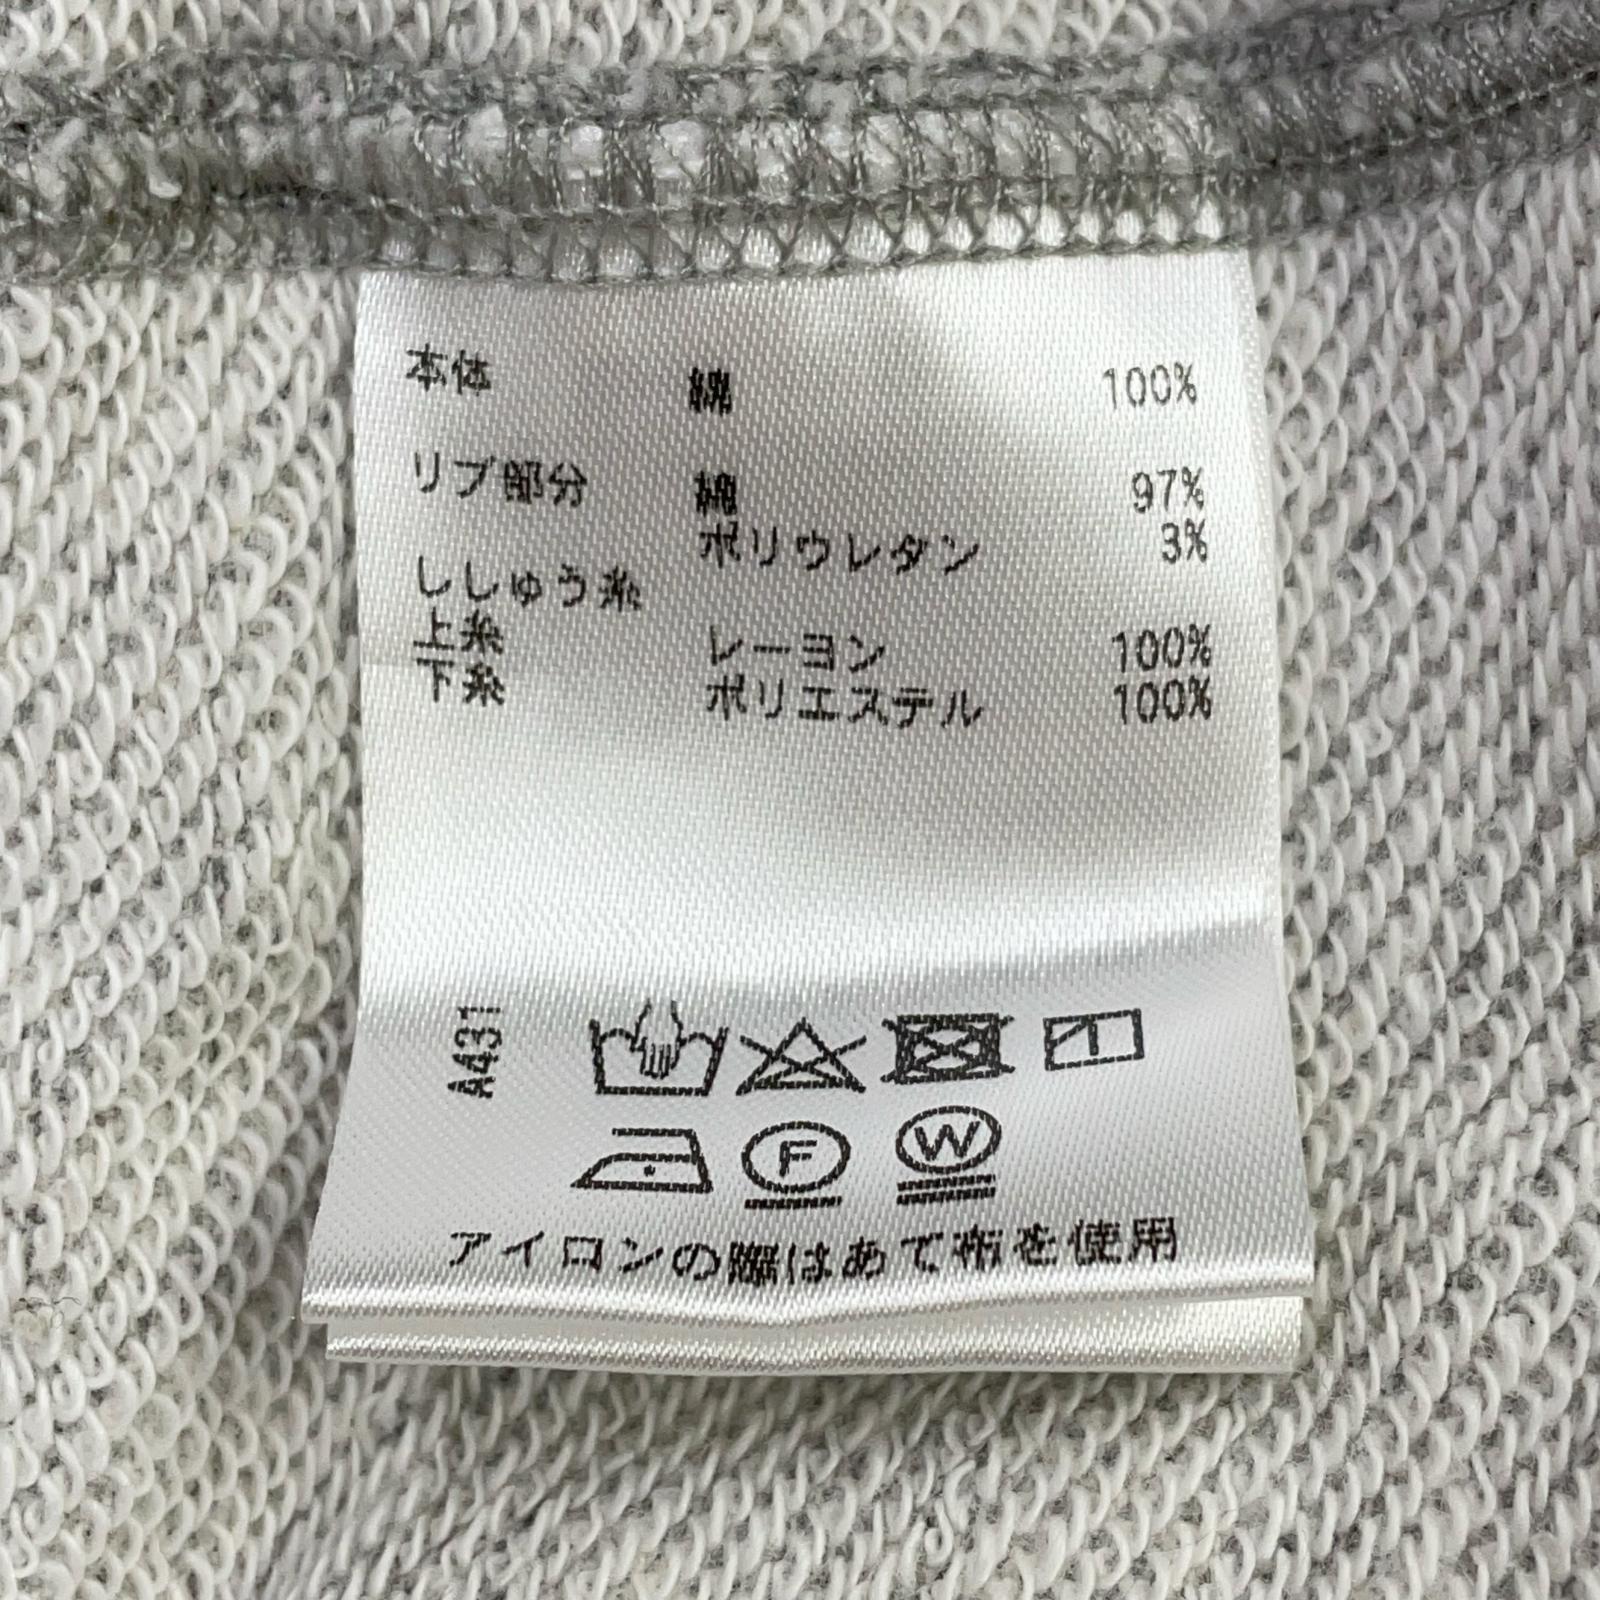 本体 綿 100%
リブ部分 綿 97%
ポリウレタン 3%
ししゅう糸
上糸 レーヨン 100%
下糸 ポリエステル 100%
A431
F W
アイロンの際はあて布を使用